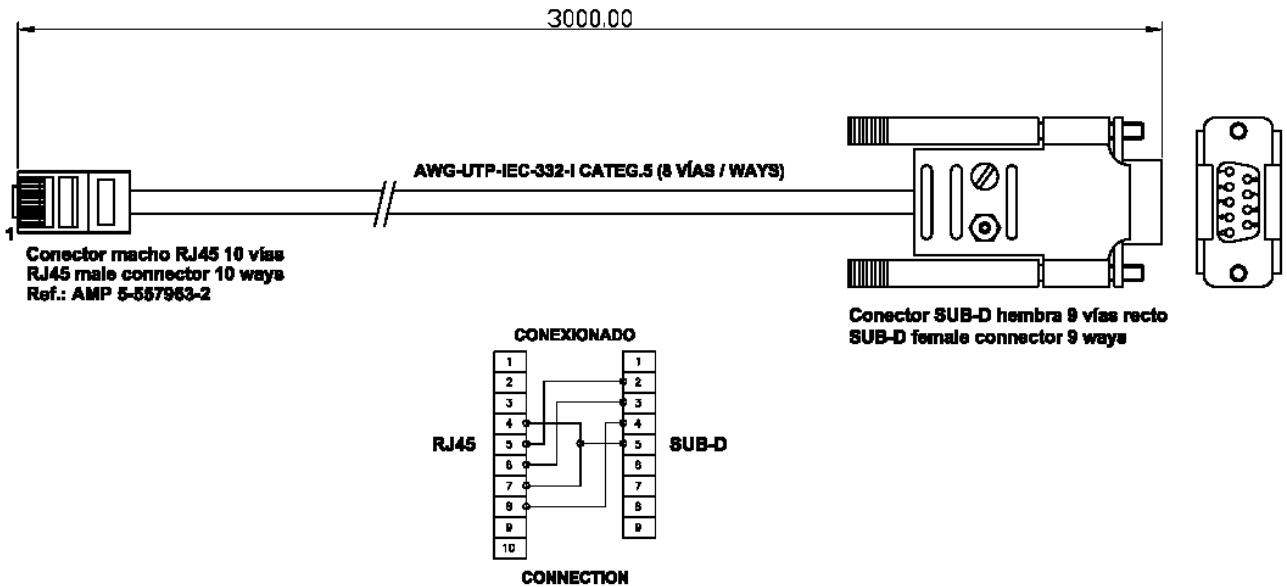 3000,00
AWG-UTP-IEC-332-I CATEG.5 (8 VÍAS / WAYS)
1
Conector macho RJ45 10 vías
RJ45 male connector 10 ways
Ref.: AMP 5-557963-2
Conector SUB-D hembra 9 vías recto
SUB-D female connector 9 ways
CONEXIONADO
1 1
2 2
3 3
4 4
RJ45 5 5 SUB-D
6 6
7 7
8 8
9 9
10
CONNECTION